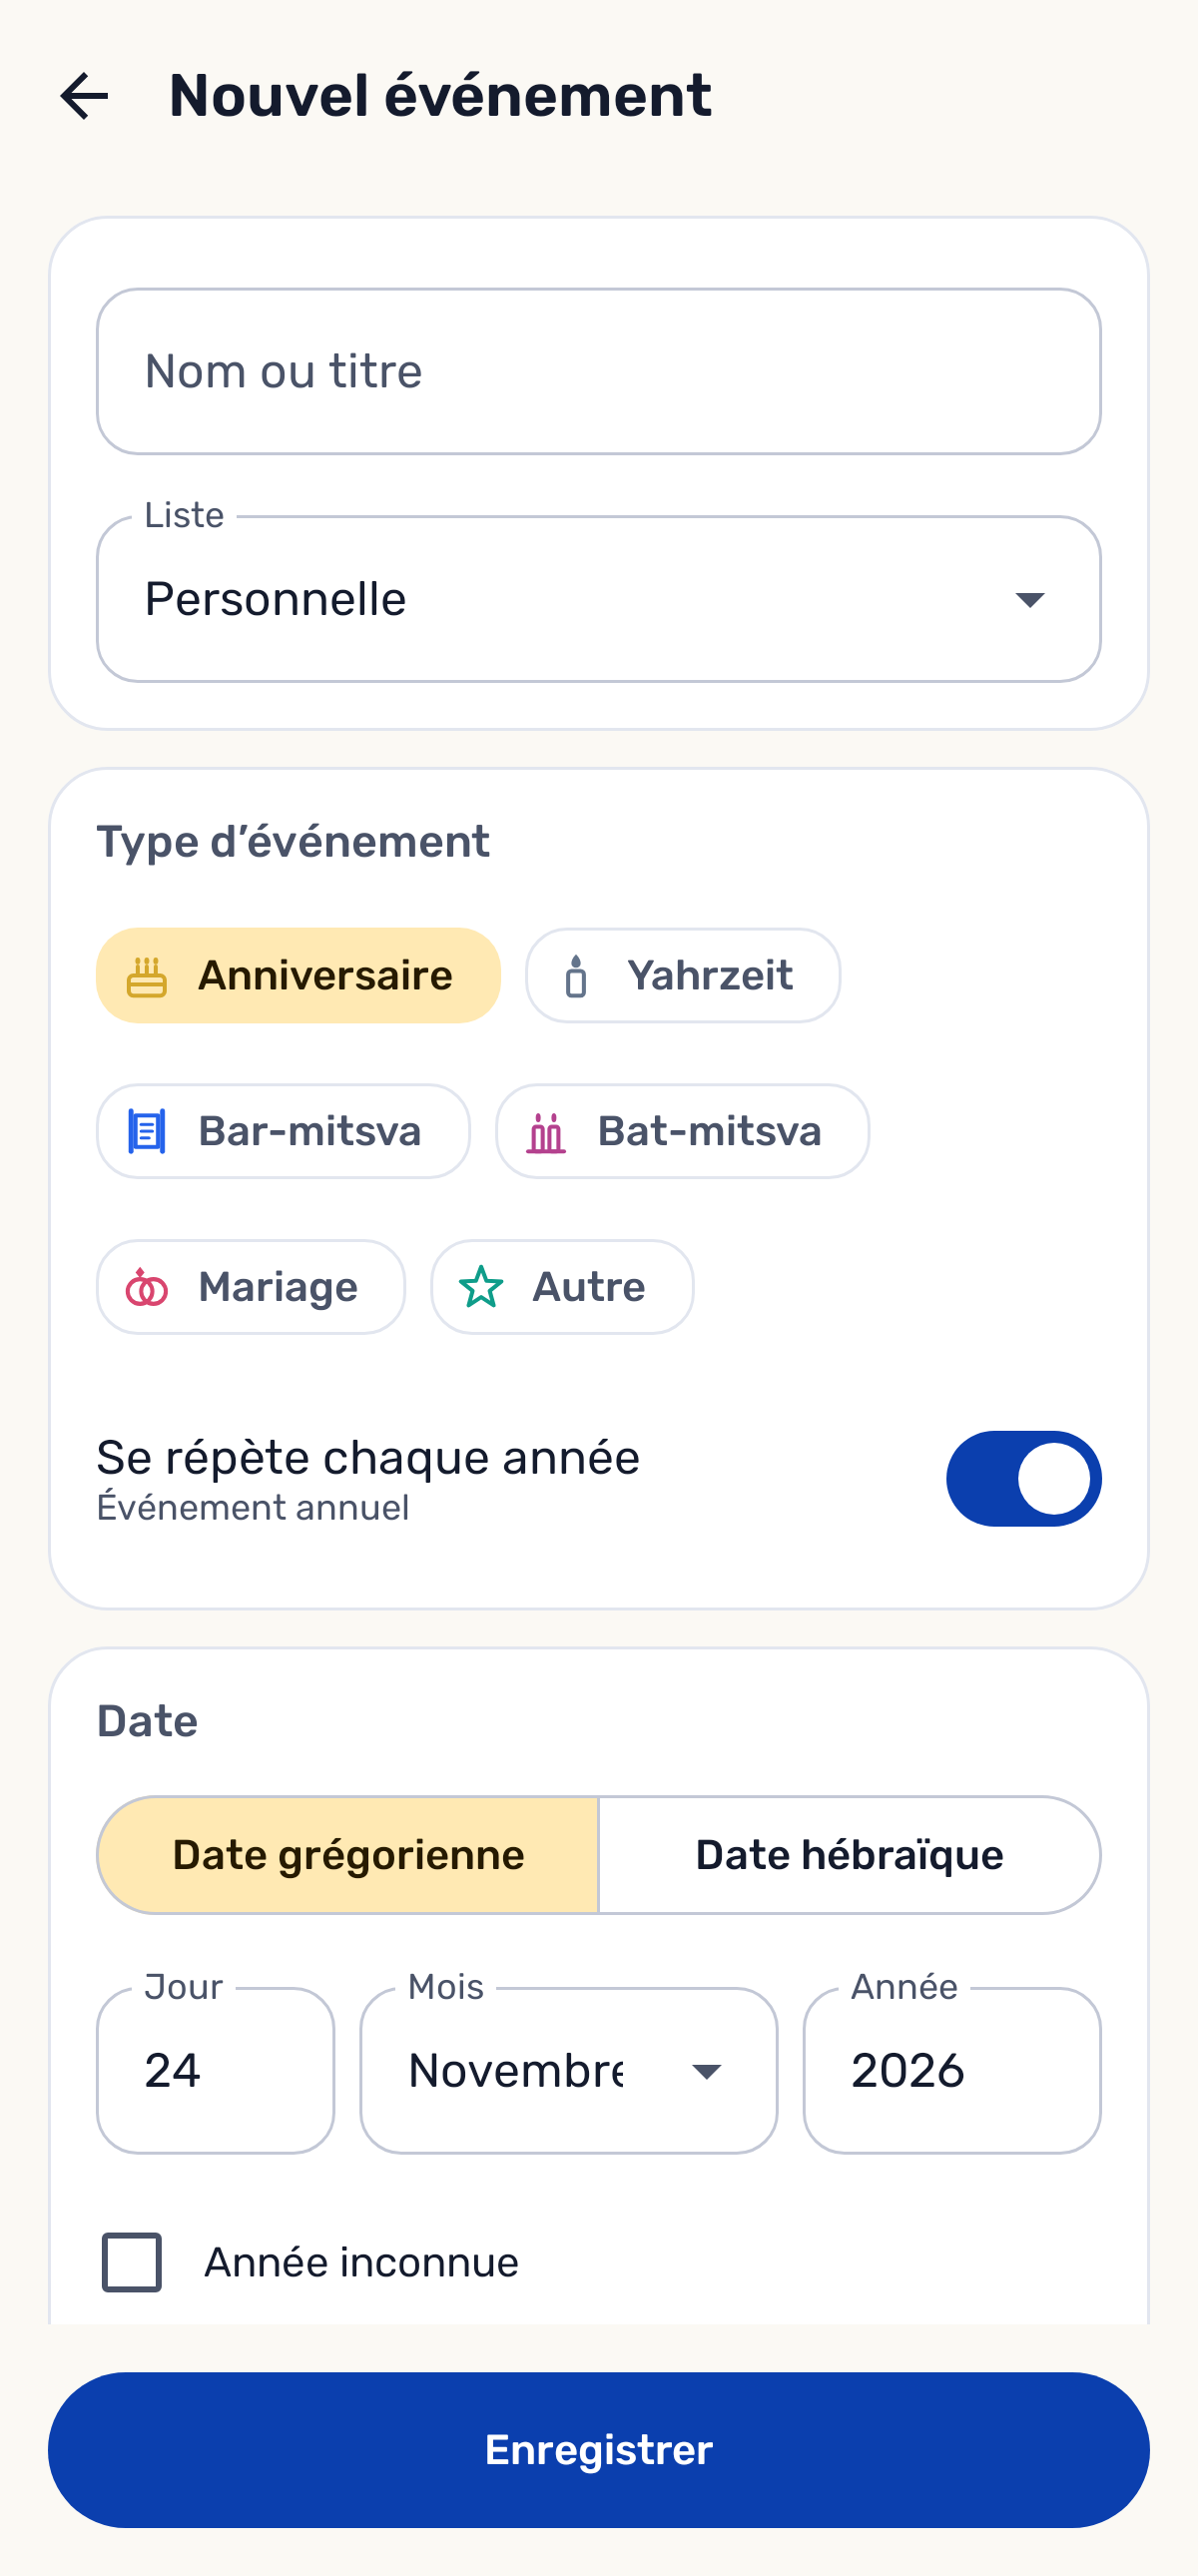 Nouvel événement
Nom ou titre
Liste
Personnelle
Type d’événement
Anniversaire
Yahrzeit
Bar-mitsva
Bat-mitsva
Mariage
Autre
Se répète chaque année
Événement annuel
Date
Date grégorienne
Date hébraïque
Jour
Mois
Année
24
Novembre
2026
Année inconnue
Enregistrer